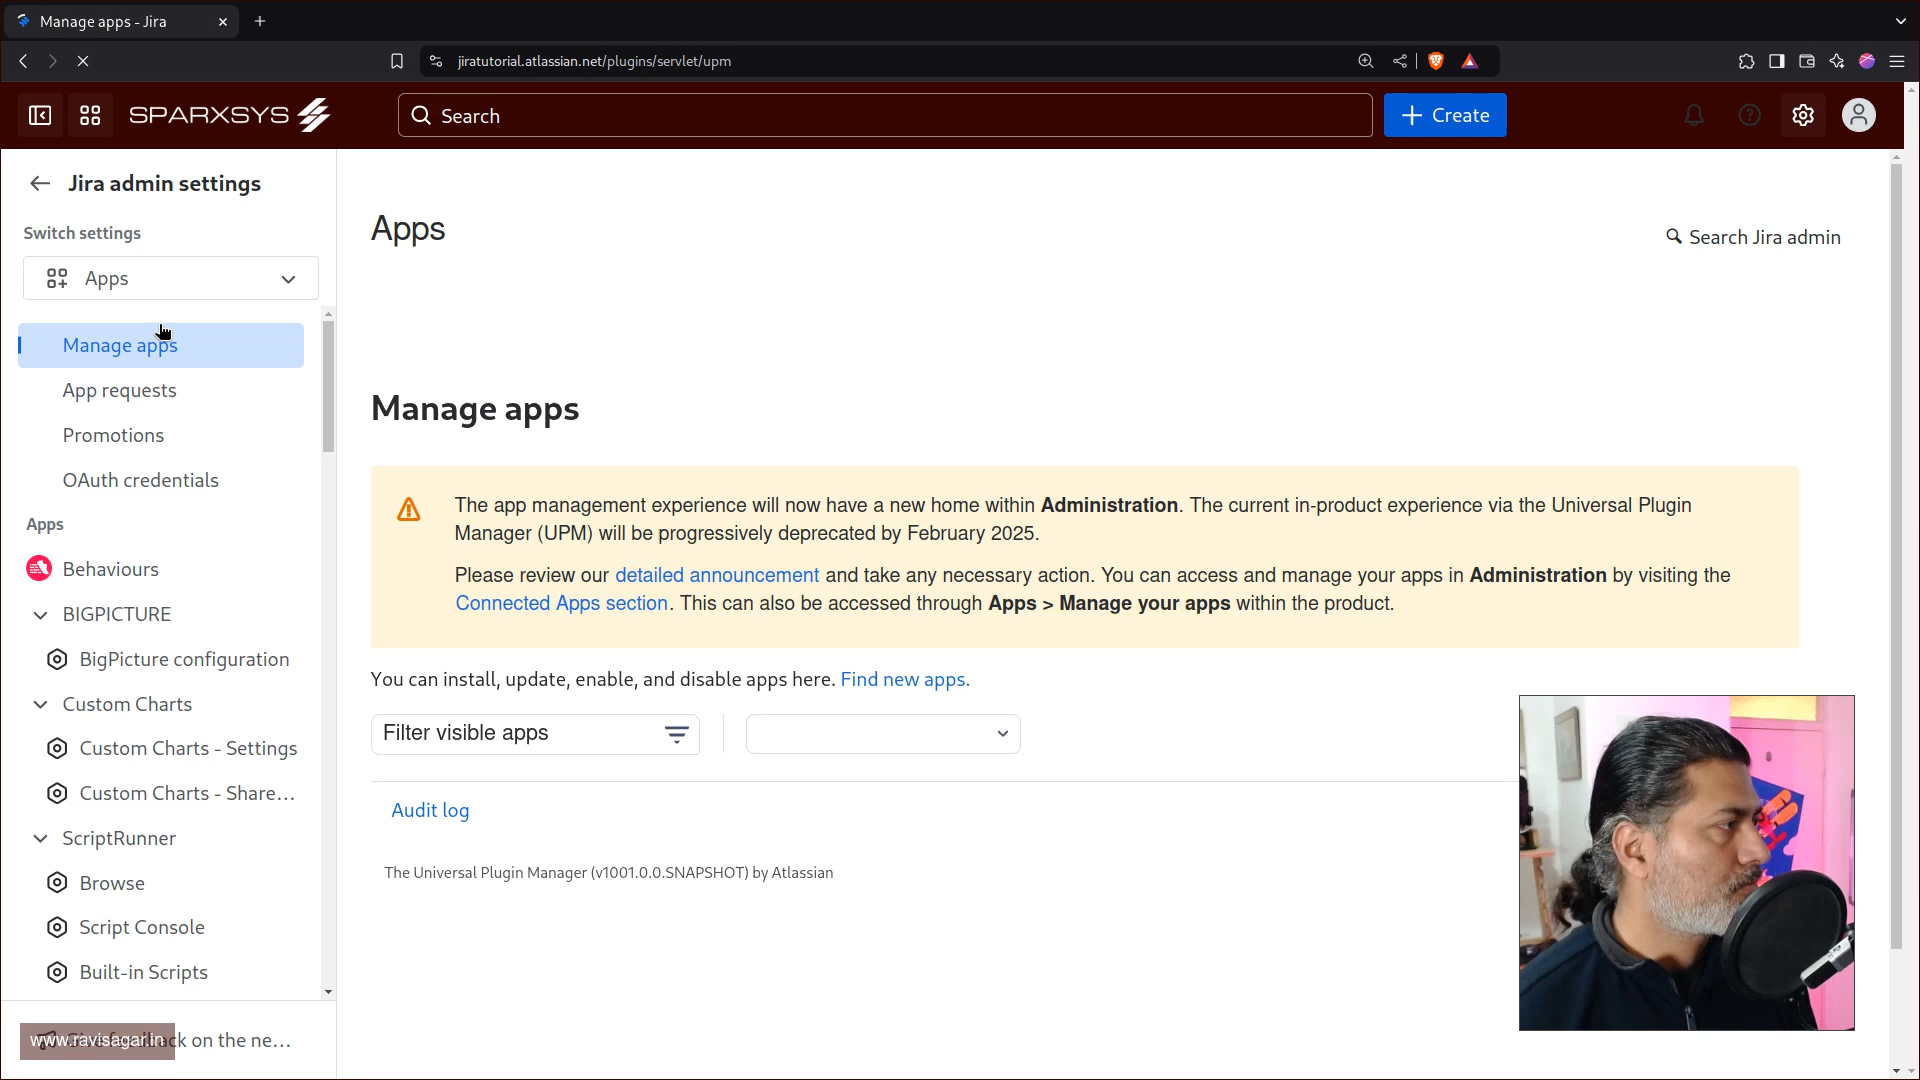 Manage apps - Jira
jiratutorial.atlassian.net/plugins/servlet/upm
SPARXSYS
Search
Create
Jira admin settings
Switch settings
Apps
Manage apps
App requests
Promotions
OAuth credentials
Apps
Behaviours
BIGPICTURE
BigPicture configuration
Custom Charts
Custom Charts - Settings
Custom Charts - Share...
ScriptRunner
Browse
Script Console
Built-in Scripts
www.ravisagar.in
on the ne...
Apps
Search Jira admin
Manage apps
The app management experience will now have a new home within Administration. The current in-product experience via the Universal Plugin
Manager (UPM) will be progressively deprecated by February 2025.
Please review our detailed announcement and take any necessary action. You can access and manage your apps in Administration by visiting the
Connected Apps section. This can also be accessed through Apps > Manage your apps within the product.
You can install, update, enable, and disable apps here. Find new apps.
Filter visible apps
Audit log
The Universal Plugin Manager (v1001.0.0.SNAPSHOT) by Atlassian